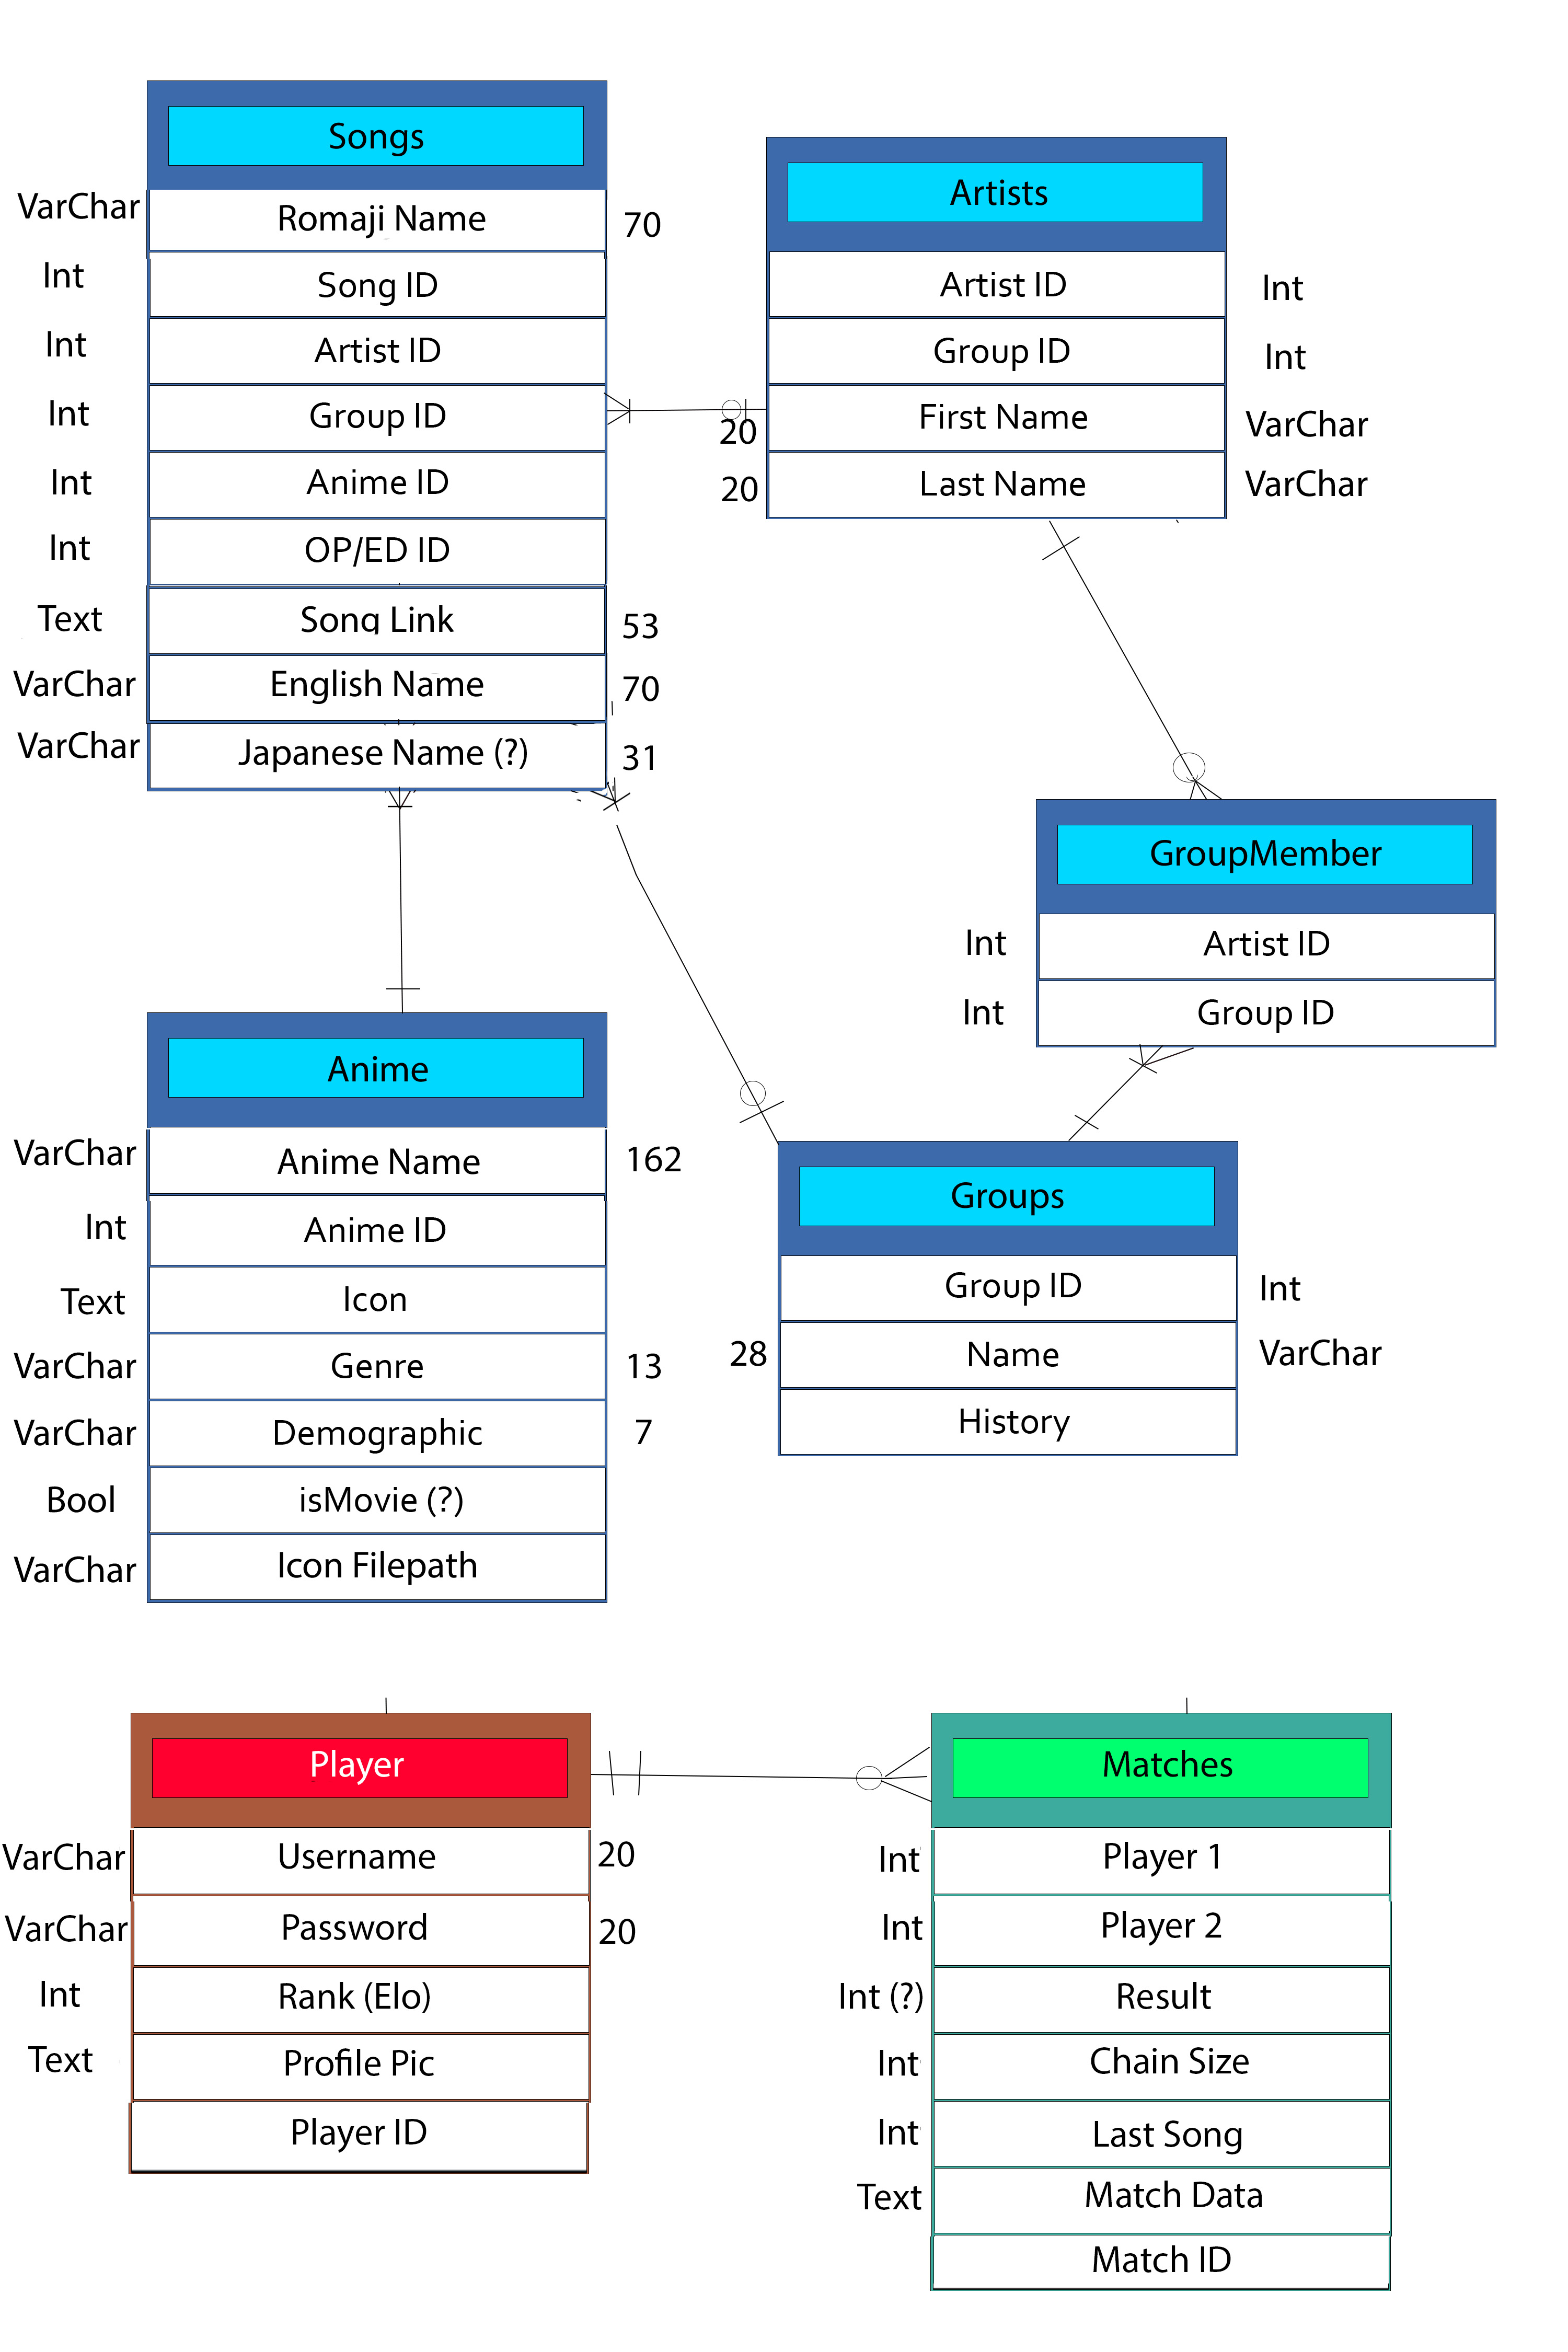 Songs
VarChar Romaji Name 70
Int Song ID
Int Artist ID
Int Group ID
Int Anime ID
Int OP/ED ID
Text Song Link 53
VarChar English Name 70
VarChar Japanese Name (?) 31
Artists
Artist ID Int
Group ID Int
20 First Name VarChar
20 Last Name VarChar
GroupMember
Int Artist ID
Int Group ID
Anime
VarChar Anime Name 162
Int Anime ID
Text Icon
VarChar Genre 13
VarChar Demographic 7
Bool isMovie (?)
VarChar Icon Filepath
Groups
Group ID Int
28 Name VarChar
History
Player
VarChar Username 20
VarChar Password 20
Int Rank (Elo)
Text Profile Pic
Player ID
Matches
Int Player 1
Int Player 2
Int (?) Result
Int Chain Size
Int Last Song
Text Match Data
Match ID